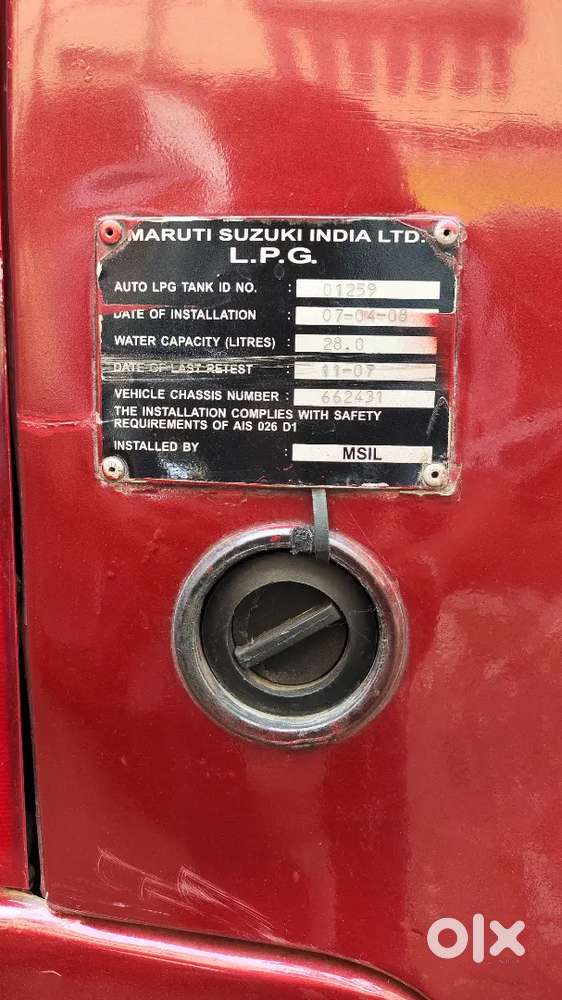 MARUTI SUZUKI INDIA LTD.
L.P.G.
AUTO LPG TANK ID NO. : 01259
DATE OF INSTALLATION : 07-04-08
WATER CAPACITY (LITRES) : 28.0
DATE OF LAST RETEST : 11-07
VEHICLE CHASSIS NUMBER : 662431
THE INSTALLATION COMPLIES WITH SAFETY
REQUIREMENTS OF AIS 026 D1
INSTALLED BY : MSIL
olx